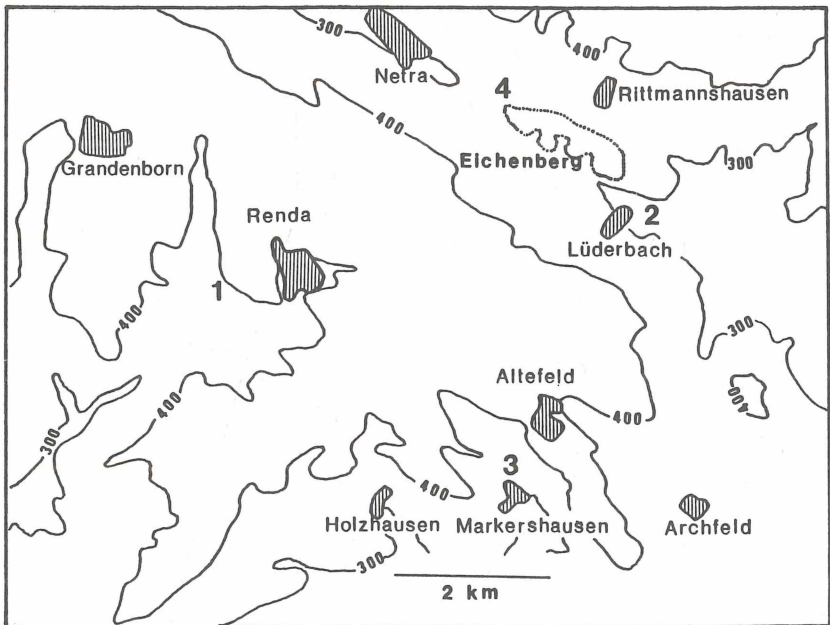 300
Netra
400
4
Rittmannshausen
400
Grandenborn
Eichenberg
300
Renda
2
Lüderbach
1
400
300
Altefeld
400
400
400
300
400
3
Holzhausen
Markershausen
Archfeld
300
2 km